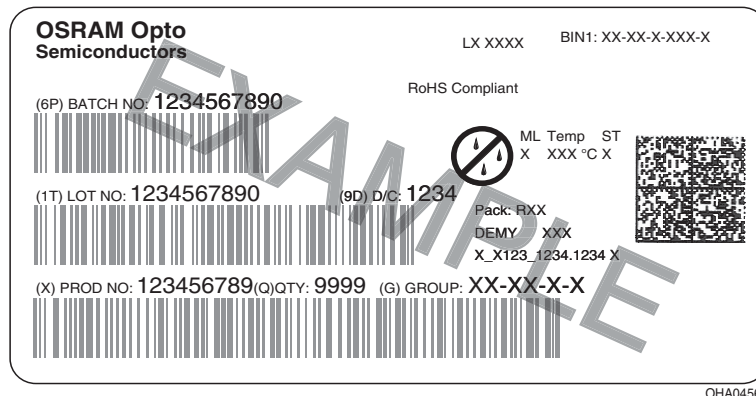 OSRAM Opto
Semiconductors
LX XXXX
BIN1: XX-XX-X-XXX-X
RoHS Compliant
(6P) BATCH NO: 1234567890
ML Temp ST
X XXX °C X
(1T) LOT NO: 1234567890 (9D) D/C: 1234
Pack: RXX
DEMY XXX
X_X123_1234.1234 X
(X) PROD NO: 123456789(Q)QTY: 9999 (G) GROUP: XX-XX-X-X
EXAMPLE